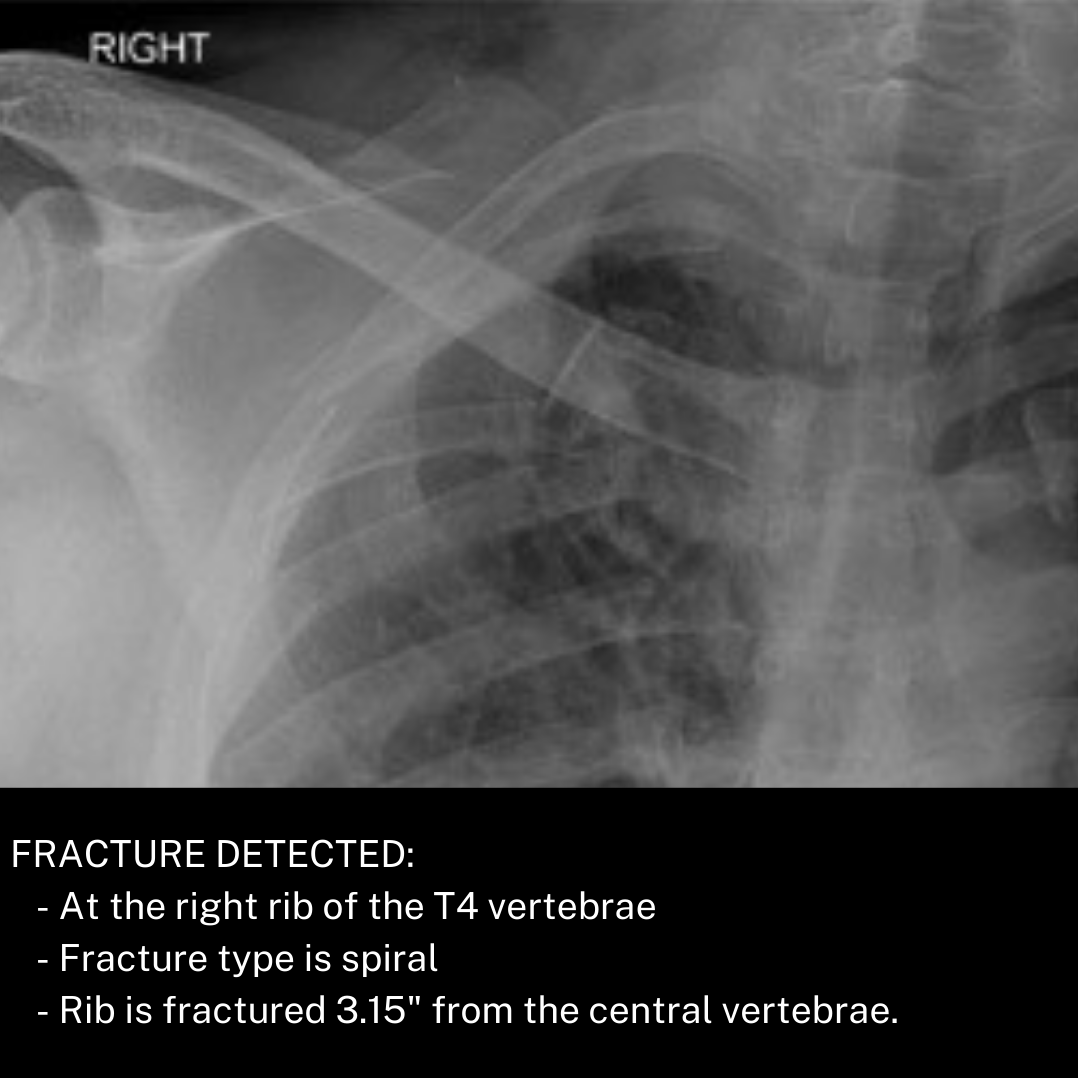 RIGHT
FRACTURE DETECTED:
- At the right rib of the T4 vertebrae
- Fracture type is spiral
- Rib is fractured 3.15" from the central vertebrae.